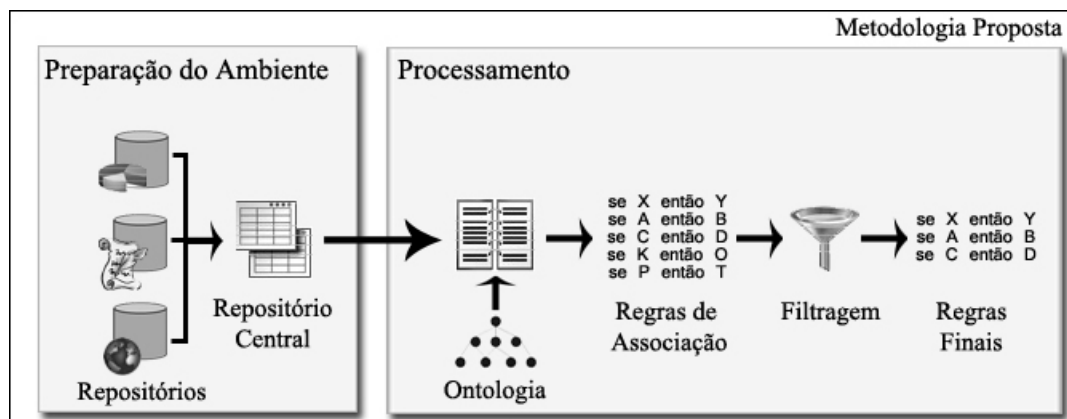 Metodologia Proposta
Preparação do Ambiente
Repositórios
Repositório
Central
Processamento
Ontologia
se X então Y
se A então B
se C então D
se K então O
se P então T
Regras de
Associação
Filtragem
se X então Y
se A então B
se C então D
Regras
Finais